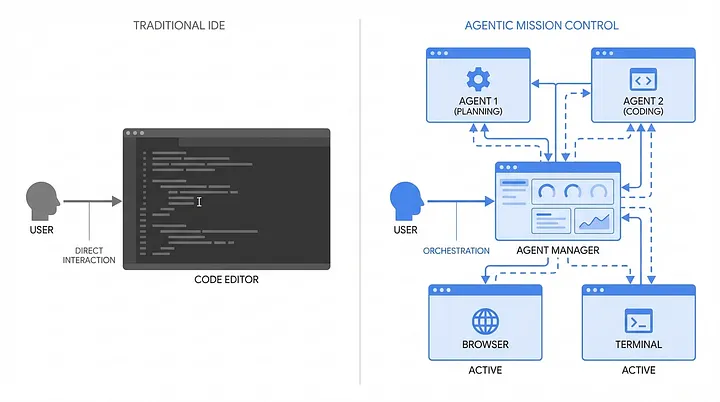 TRADITIONAL IDE
USER
DIRECT
INTERACTION
CODE EDITOR
AGENTIC MISSION CONTROL
AGENT 1
(PLANNING)
AGENT 2
(CODING)
USER
ORCHESTRATION
AGENT MANAGER
BROWSER
ACTIVE
TERMINAL
ACTIVE